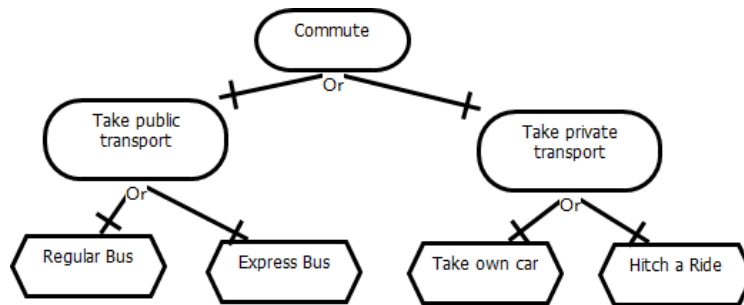 Commute
Or
Take public
transport
Take private
transport
Or
Or
Regular Bus
Express Bus
Take own car
Hitch a Ride